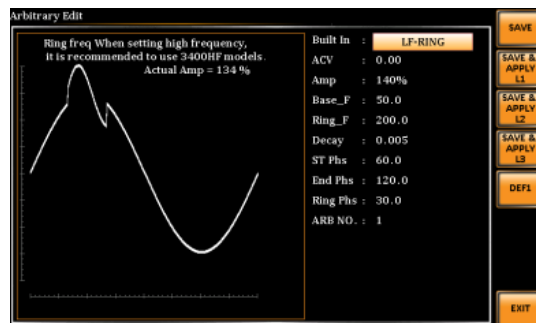 Arbitrary Edit
Ring freq When setting high frequency,
it is recommended to use 3400HF models.
Actual Amp = 134 %
Built In : LF-RING
ACV : 0.00
Amp : 140%
Base_F : 50.0
Ring_F : 200.0
Decay : 0.005
ST Phs : 60.0
End Phs : 120.0
Ring Phs : 30.0
ARB NO. : 1
SAVE
SAVE &
APPLY
L1
SAVE &
APPLY
L2
SAVE &
APPLY
L3
DEF1
EXIT